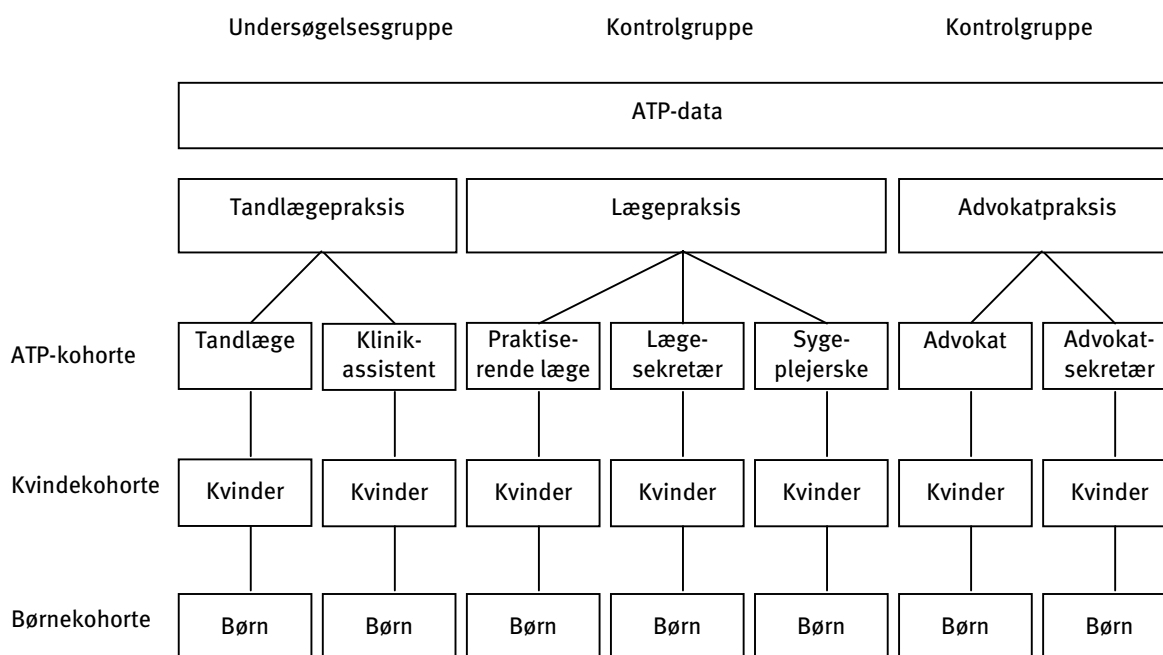 Undersøgelsesgruppe Kontrolgruppe Kontrolgruppe
ATP-data
Tandlægepraksis Lægepraksis Advokatpraksis
ATP-kohorte
Tandlæge
Klinik-
assistent
Praktise-
rende læge
Læge-
sekretær
Syge-
plejerske
Advokat
Advokat-
sekretær
Kvindekohorte Kvinder Kvinder Kvinder Kvinder Kvinder Kvinder Kvinder
Børnekohorte Børn Børn Børn Børn Børn Børn Børn